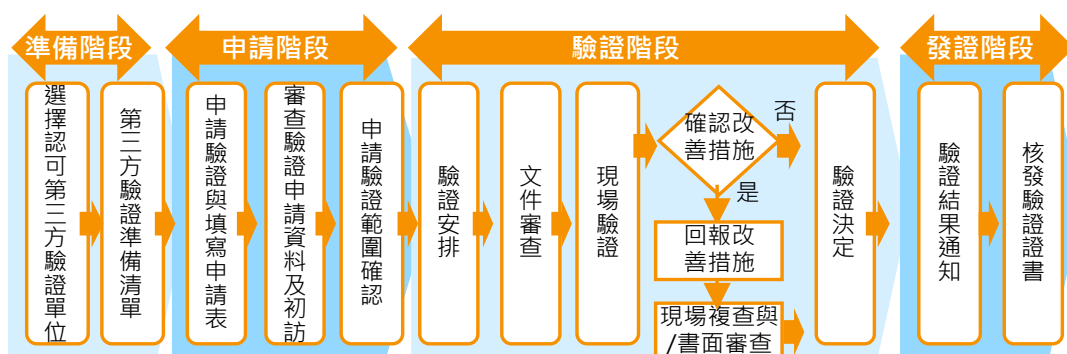 準備階段
申請階段
驗證階段
發證階段
選擇認可第三方驗證單位
第三方驗證準備清單
申請驗證與填寫申請表
審查驗證申請資料及初訪
申請驗證範圍確認
驗證安排
文件審查
現場驗證
確認改
善措施
否
是
回報改
善措施
現場複查與
/書面審查
驗證決定
驗證結果通知
核發驗證證書